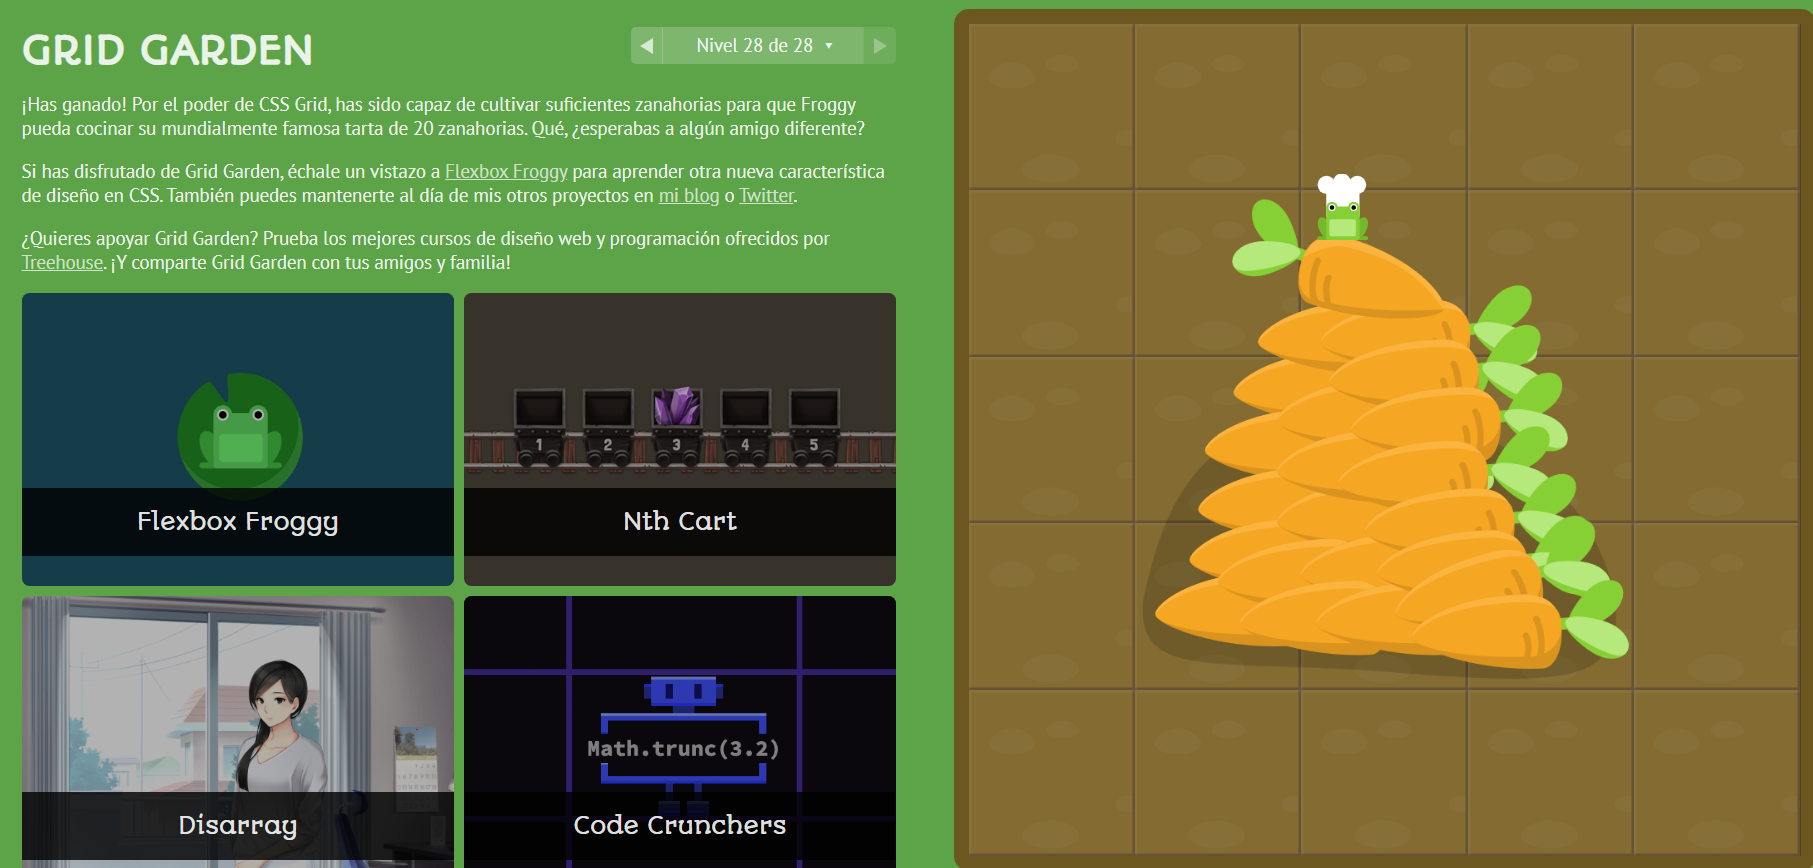 GRID GARDEN
Nivel 28 de 28
¡Has ganado! Por el poder de CSS Grid, has sido capaz de cultivar suficientes zanahorias para que Froggy
pueda cocinar su mundialmente famosa tarta de 20 zanahorias. Qué, ¿esperabas a algún amigo diferente?
Si has disfrutado de Grid Garden, échale un vistazo a Flexbox Froggy para aprender otra nueva característica
de diseño en CSS. También puedes mantenerte al día de mis otros proyectos en mi blog o Twitter.
¿Quieres apoyar Grid Garden? Prueba los mejores cursos de diseño web y programación ofrecidos por
Treehouse. ¡Y comparte Grid Garden con tus amigos y familia!
1 2 3 4 5
Flexbox Froggy
Nth Cart
Math.trunc(3.2)
Disarray
Code Crunchers